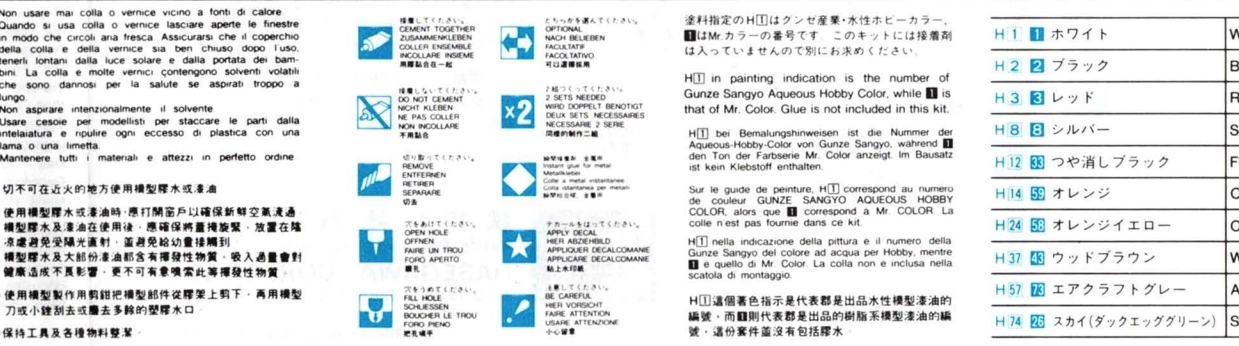 Non usare mai colla o vernice vicino a fonti di calore
Quando si usa colla o vernice lasciare aperte le finestre
in modo che circoli aria fresca. Assicurarsi che il coperchio
della colla e della vernice sia ben chiuso dopo l'uso,
tenerli lontani dalla luce solare e dalla portata dei bam-
bini. La colla e molte vernici contengono solventi volatili
che sono dannosi per la salute se aspirati troppo a
lungo.
Non aspirare intenzionalmente il solvente
Usare cesoie per modellisti per staccare le parti dalla
intelaiatura e ripulire ogni eccesso di plastica con una
lama o una limetta.
Mantenere tutti i materiali e attezzi in perfetto ordine
切不可在近火的地方使用模型膠水或漆油
使用模型膠水或漆油時,應打開窗戶以確保新鮮空氣流通
模型膠水及漆油在使用後,應確保將蓋掩旋緊,放置在陰
凉處避免受陽光直射,並避免給幼童接觸到
模型膠水及大部份漆油都含有揮發性物質,吸入過量會對
健康造成不良影響,更不可有意嗅索此等揮發性物質
使用模型製作用剪鉗把模型部件從膠架上剪下,再用模型
刀或小銼刮去或磨去多餘的塑膠水口
保持工具及各種物料整潔
接着してください。
CEMENT TOGETHER
ZUSAMMENKLEBEN
COLLER ENSEMBLE
INCOLLARE INSIEME
用膠黏合在一起
接着しないでください。
DO NOT CEMENT
NICHT KLEBEN
NE PAS COLLER
NON INCOLLARE
不用黏合
切り取ってください。
REMOVE
ENTFERNEN
RETIRER
SEPARARE
切去
穴をあけてください。
OPEN HOLE
OFFNEN
FAIRE UN TROU
FORO APERTO
鑽孔
穴をうめてください。
FILL HOLE
SCHLIESSEN
BOUCHER LE TROU
FORO PIENO
把孔填平
どちらかを選んでください。
OPTIONAL
NACH BELIEBEN
FACULTATIF
FACOLTATIVO
可以選擇採用
×2
2組つくってください。
2 SETS NEEDED
WIRD DOPPELT BENOTIGT
DEUX SETS NECESSAIRES
NECESSARIE 2 SERIE
同樣的制作二組
瞬間接着剤 金属用
Instant glue for metal
Metallkleber
Colle à metal instantanee
Colla istantanea per metalli
デカールをはってください。
APPLY DECAL
HIER ABZIEHBILD
APPLIQUER DECALCOMANIE
APPLICARE DECALCOMANIE
貼上水印紙
注意してください。
BE CAREFUL
HIER VORSICHT
FAIRE ATTENTION
USARE ATTENZIONE
小心留意
塗料指定のH1はグンゼ産業・水性ホビーカラー、
1はMr.カラーの番号です。このキットには接着剤
は入っていませんので別にお求めください。
H1 in painting indication is the number of
Gunze Sangyo Aqueous Hobby Color, while 1 is
that of Mr. Color. Glue is not included in this kit.
H1 bei Bemalungshinweisen ist die Nummer der
Aqueous-Hobby-Color von Gunze Sangyo, wahrend 1
den Ton der Farbserie Mr. Color anzeigt. Im Bausatz
ist kein Klebstoff enthalten.
Sur le guide de peinture, H1 correspond au numero
de couleur GUNZE SANGYO AQUEOUS HOBBY
COLOR, alors que 1 correspond a Mr. COLOR. La
colle n'est pas fournie dans ce kit.
H1 nella indicazione della pittura e il numero della
Gunze Sangyo del colore ad acqua per Hobby, mentre
1 e quello di Mr. Color. La colla non e inclusa nella
scatola di montaggio.
H1這個著色指示是代表郡是出品水性模型漆油的
編號,而1則代表郡是出品的樹脂系模型漆油的編
號,這份套件並沒有包括膠水
H1 1 ホワイト W
H2 2 ブラック B
H3 3 レッド R
H8 8 シルバー S
H12 33 つや消しブラック F
H14 59 オレンジ O
H24 58 オレンジイエロー O
H37 43 ウッドブラウン W
H57 73 エアクラフトグレー A
H74 26 スカイ(ダックエッググリーン) S